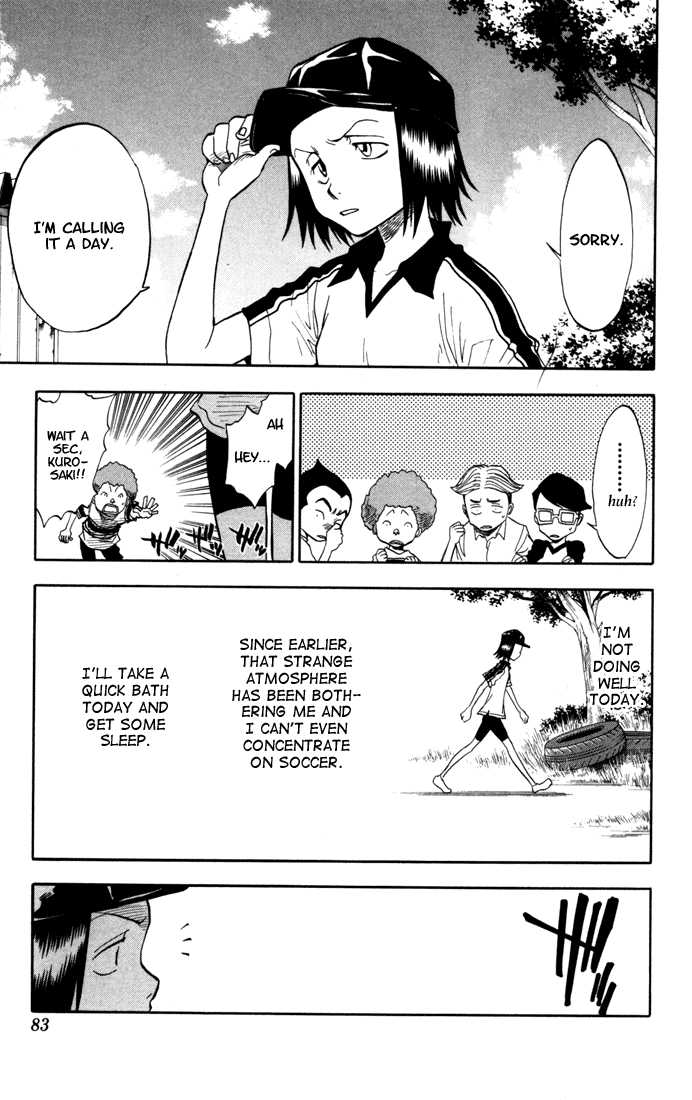 SORRY.
I'M CALLING
IT A DAY.
........
huh?
AH
HEY...
WAIT A
SEC,
KURO-
SAKI!!
I'M
NOT
DOING
WELL
TODAY.
SINCE EARLIER,
THAT STRANGE
ATMOSPHERE
HAS BEEN BOTH-
ERING ME AND
I CAN'T EVEN
CONCENTRATE
ON SOCCER.
I'LL TAKE A
QUICK BATH
TODAY AND
GET SOME
SLEEP.
83